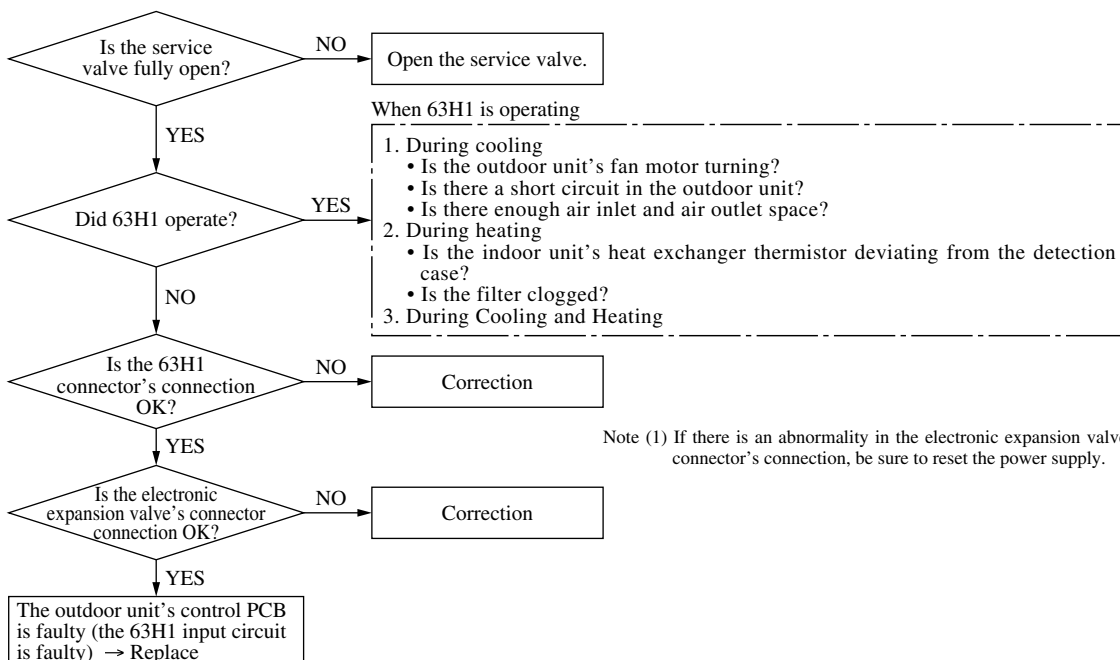 Is the service
valve fully open?
NO
Open the service valve.
YES
When 63H1 is operating
1. During cooling
• Is the outdoor unit's fan motor turning?
• Is there a short circuit in the outdoor unit?
• Is there enough air inlet and air outlet space?
2. During heating
• Is the indoor unit's heat exchanger thermistor deviating from the detection
case?
• Is the filter clogged?
3. During Cooling and Heating
Did 63H1 operate?
YES
NO
Is the 63H1
connector's connection
OK?
NO
Correction
YES
Note (1) If there is an abnormality in the electronic expansion valve
connector's connection, be sure to reset the power supply.
Is the electronic
expansion valve's connector
connection OK?
NO
Correction
YES
The outdoor unit's control PCB
is faulty (the 63H1 input circuit
is faulty) → Replace